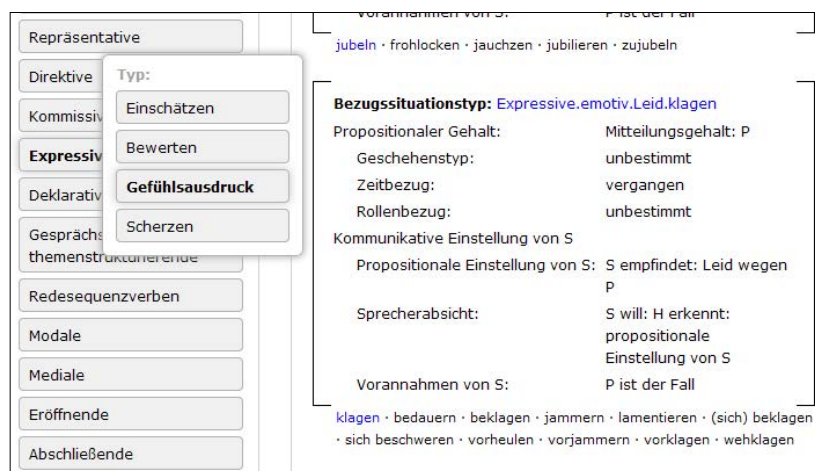 Repräsentative
Direktive
Kommissiv
Expressiv
Deklarativ
Gesprächs
themenstrukturierende
Redesequenzverben
Modale
Mediale
Eröffnende
Abschließende
Typ:
Einschätzen
Bewerten
Gefühlsausdruck
Scherzen
Vorannahmen von S: P ist der Fall
jubeln · frohlocken · jauchzen · jubilieren · zujubeln
Bezugssituationstyp: Expressive.emotiv.Leid.klagen
Propositionaler Gehalt: Mitteilungsgehalt: P
Geschehenstyp: unbestimmt
Zeitbezug: vergangen
Rollenbezug: unbestimmt
Kommunikative Einstellung von S
Propositionale Einstellung von S: S empfindet: Leid wegen
P
Sprecherabsicht: S will: H erkennt:
propositionale
Einstellung von S
Vorannahmen von S: P ist der Fall
klagen · bedauern · beklagen · jammern · lamentieren · (sich) beklagen
· sich beschweren · vorheulen · vorjammern · vorklagen · wehklagen